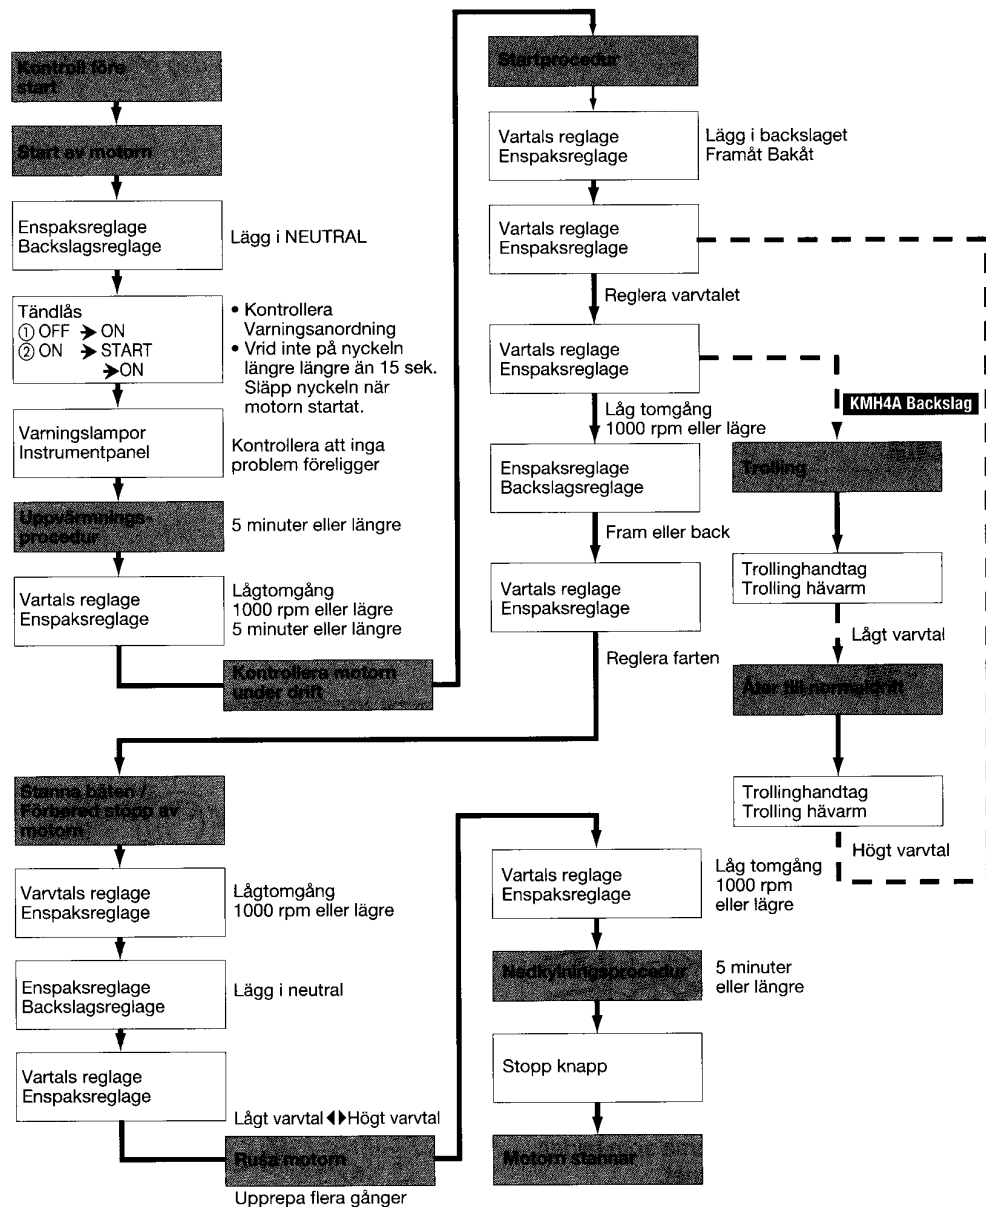 Kontroll före
start
Start av motorn
Enspaksreglage
Backslagsreglage
Lägg i NEUTRAL
Tändlås
① OFF → ON
② ON → START
→ ON
• Kontrollera
Varningsanordning
• Vrid inte på nyckeln
längre längre än 15 sek.
Släpp nyckeln när
motorn startat.
Varningslampor
Instrumentpanel
Kontrollera att inga
problem föreligger
Uppvärmnings-
procedur
5 minuter eller längre
Vartals reglage
Enspaksreglage
Lågtomgång
1000 rpm eller lägre
5 minuter eller längre
Kontrollera motorn
under drift
Startprocedur
Vartals reglage
Enspaksreglage
Lägg i backslaget
Framåt Bakåt
Vartals reglage
Enspaksreglage
Reglera varvtalet
Vartals reglage
Enspaksreglage
Låg tomgång
1000 rpm eller lägre
Enspaksreglage
Backslagsreglage
Fram eller back
Vartals reglage
Enspaksreglage
Reglera farten
KMH4A Backslag
Trolling
Trollinghandtag
Trolling hävarm
Lågt varvtal
Åter till normaldrift
Trollinghandtag
Trolling hävarm
Högt varvtal
Stanna båten /
Förbered stopp av
motorn
Varvtals reglage
Enspaksreglage
Lågtomgång
1000 rpm eller lägre
Enspaksreglage
Backslagsreglage
Lägg i neutral
Vartals reglage
Enspaksreglage
Lågt varvtal ◀▶ Högt varvtal
Rusa motorn
Upprepa flera gånger
Vartals reglage
Enspaksreglage
Låg tomgång
1000 rpm
eller lägre
Nedkylningsprocedur
5 minuter
eller längre
Stopp knapp
Motorn stannar